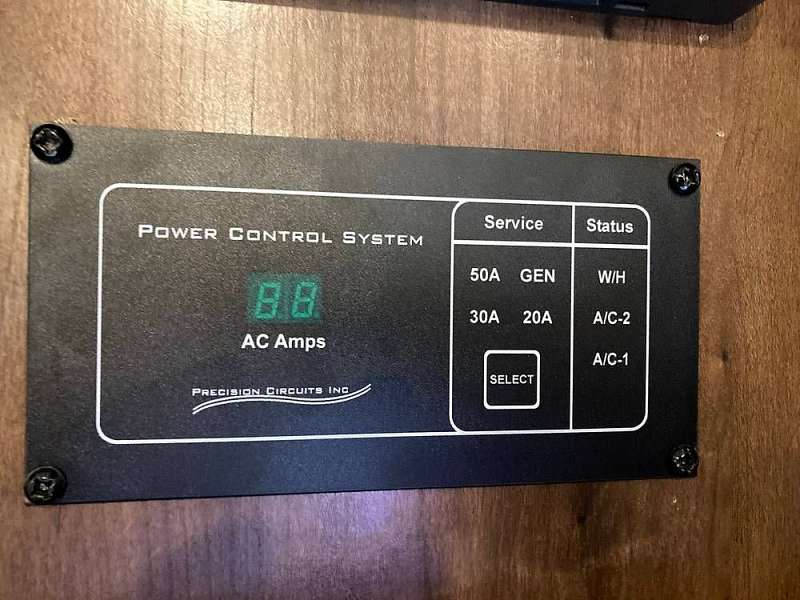 POWER CONTROL SYSTEM
88
AC Amps
PRECISION CIRCUITS INC
Service
50A GEN
30A 20A
SELECT
Status
W/H
A/C-2
A/C-1